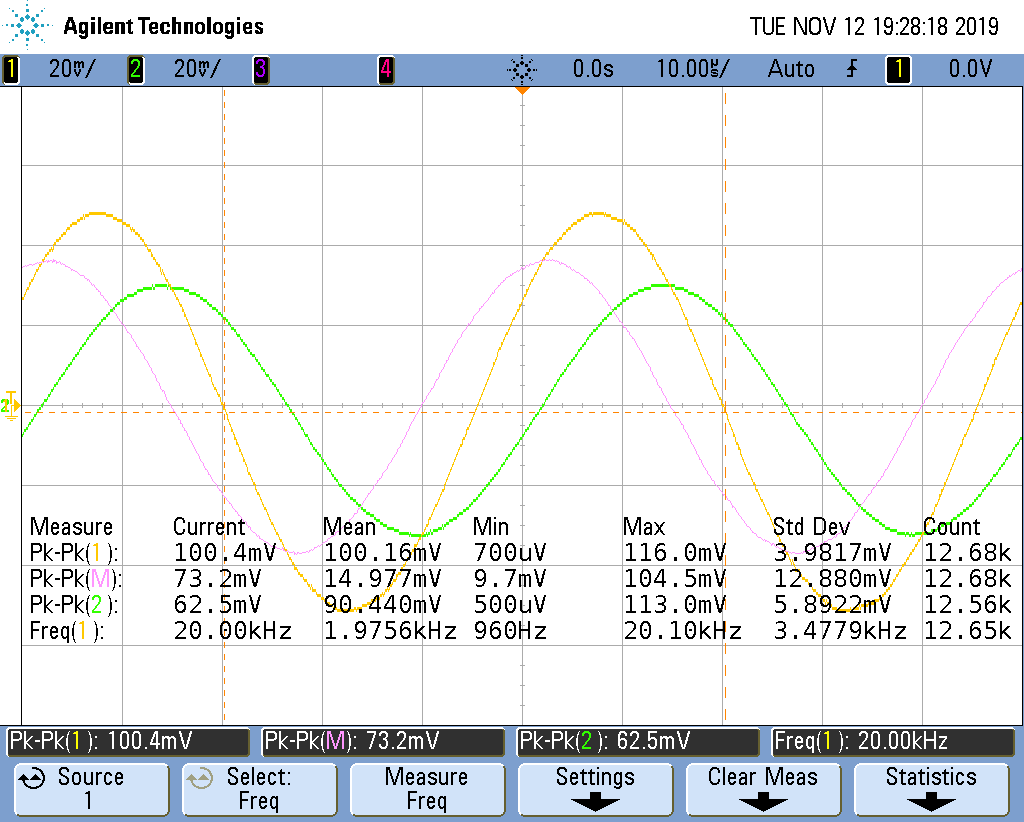 Agilent Technologies TUE NOV 12 19:28:18 2019
1 20mV/ 2 20mV/ 3 4 0.0s 10.00us/ Auto 1 0.0V
2
Measure Current Mean Min Max Std Dev Count
Pk-Pk(1): 100.4mV 100.16mV 700uV 116.0mV 3.9817mV 12.68k
Pk-Pk(M): 73.2mV 14.977mV 9.7mV 104.5mV 12.880mV 12.68k
Pk-Pk(2): 62.5mV 90.440mV 500uV 113.0mV 5.8922mV 12.56k
Freq(1): 20.00kHz 1.9756kHz 960Hz 20.10kHz 3.4779kHz 12.65k
Pk-Pk(1): 100.4mV Pk-Pk(M): 73.2mV Pk-Pk(2): 62.5mV Freq(1): 20.00kHz
Source Select: Measure Settings Clear Meas Statistics
1 Freq Freq